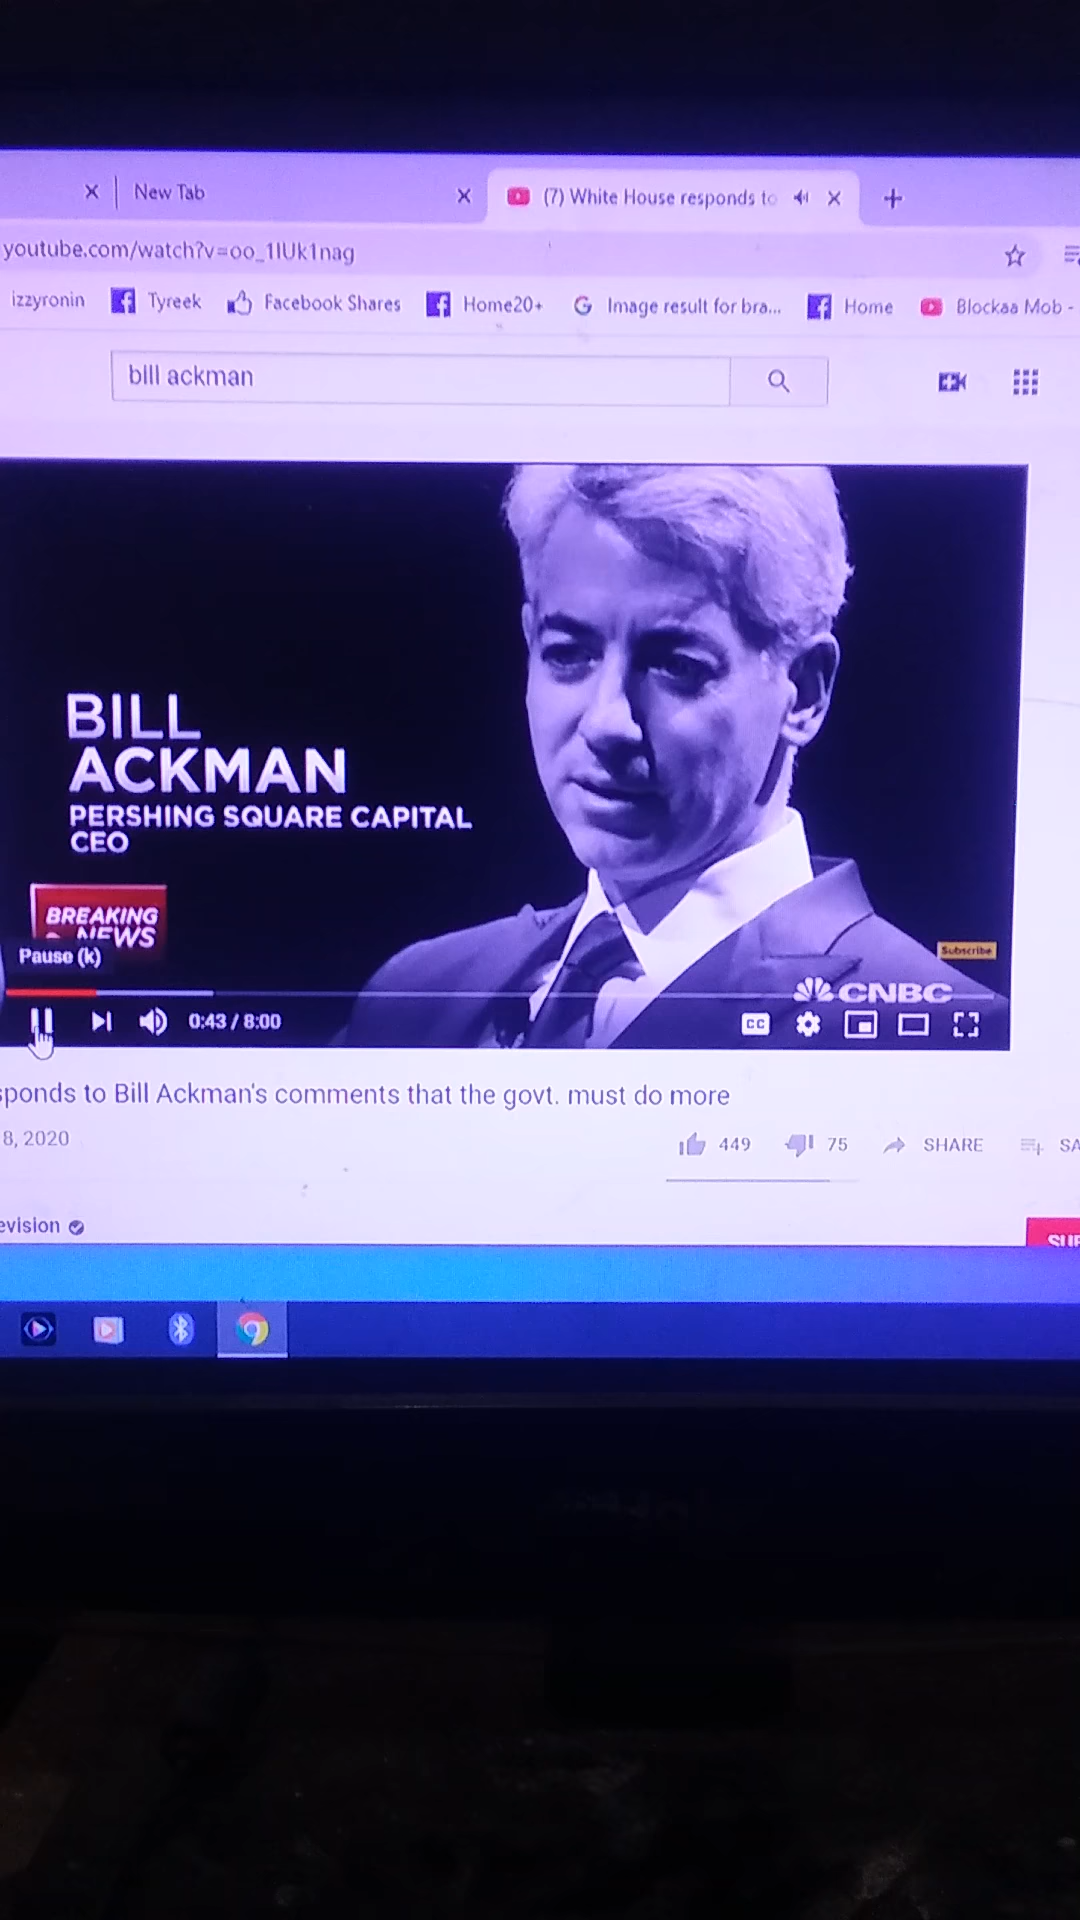 New Tab
(7) White House responds to
youtube.com/watch?v=oo_1lUk1nag
izzyronin
Tyreek
Facebook Shares
Home20+
Image result for bra...
Home
Blockaa Mob -
bill ackman
BILL
ACKMAN
PERSHING SQUARE CAPITAL
CEO
BREAKING
NEWS
Pause (k)
Subscribe
CNBC
0:43 / 8:00
CC
sponds to Bill Ackman's comments that the govt. must do more
8, 2020
449
75
SHARE
SA
evision
SUB